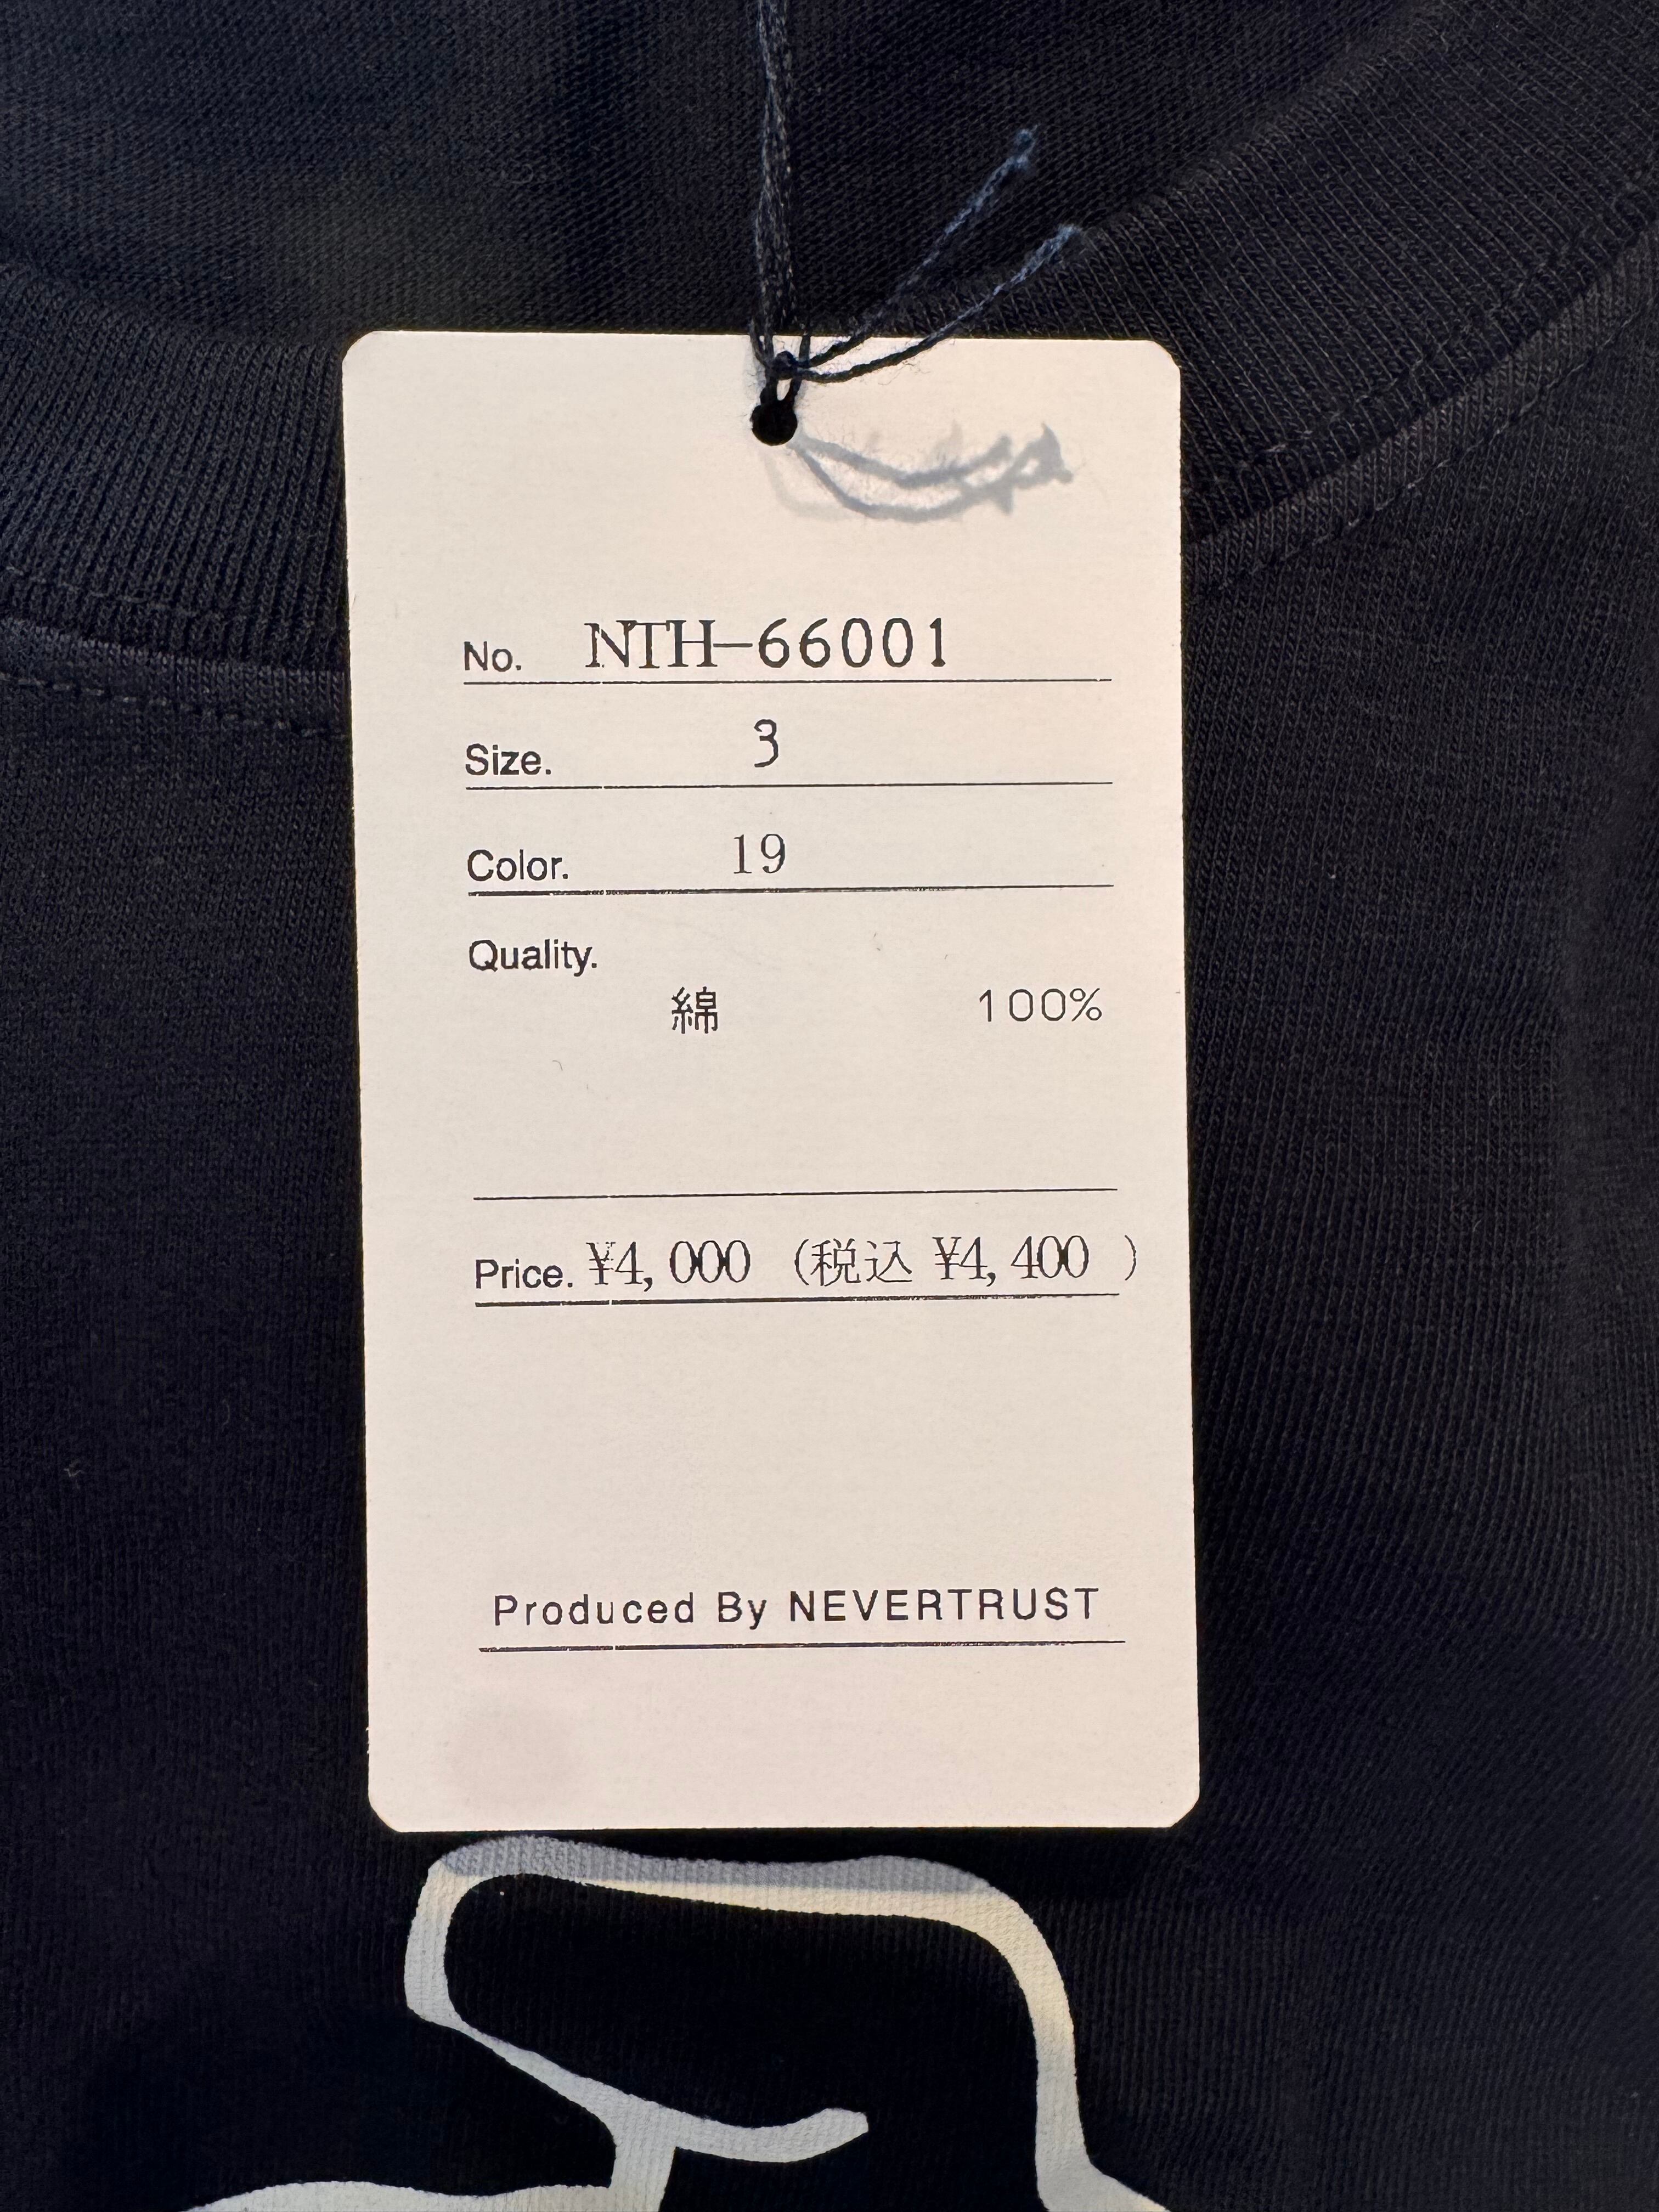 No. NTH-66001
Size. 3
Color. 19
Quality.
綿 100%
Price. ¥4,000 (税込 ¥4,400 )
Produced By NEVERTRUST